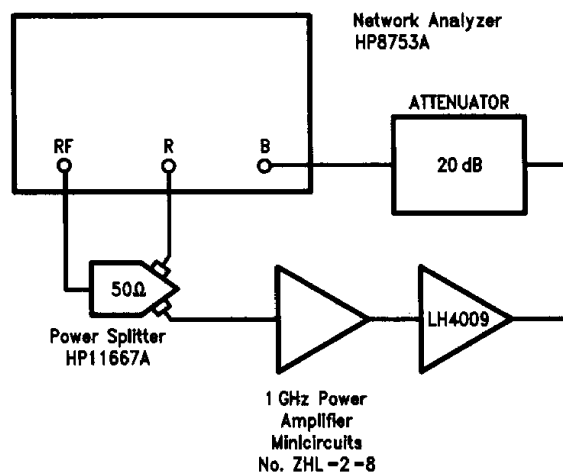 Network Analyzer
HP8753A
ATTENUATOR
RF
R
B
20 dB
50Ω
Power Splitter
HP11667A
LH4009
1 GHz Power
Amplifier
Minicircuits
No. ZHL-2-8